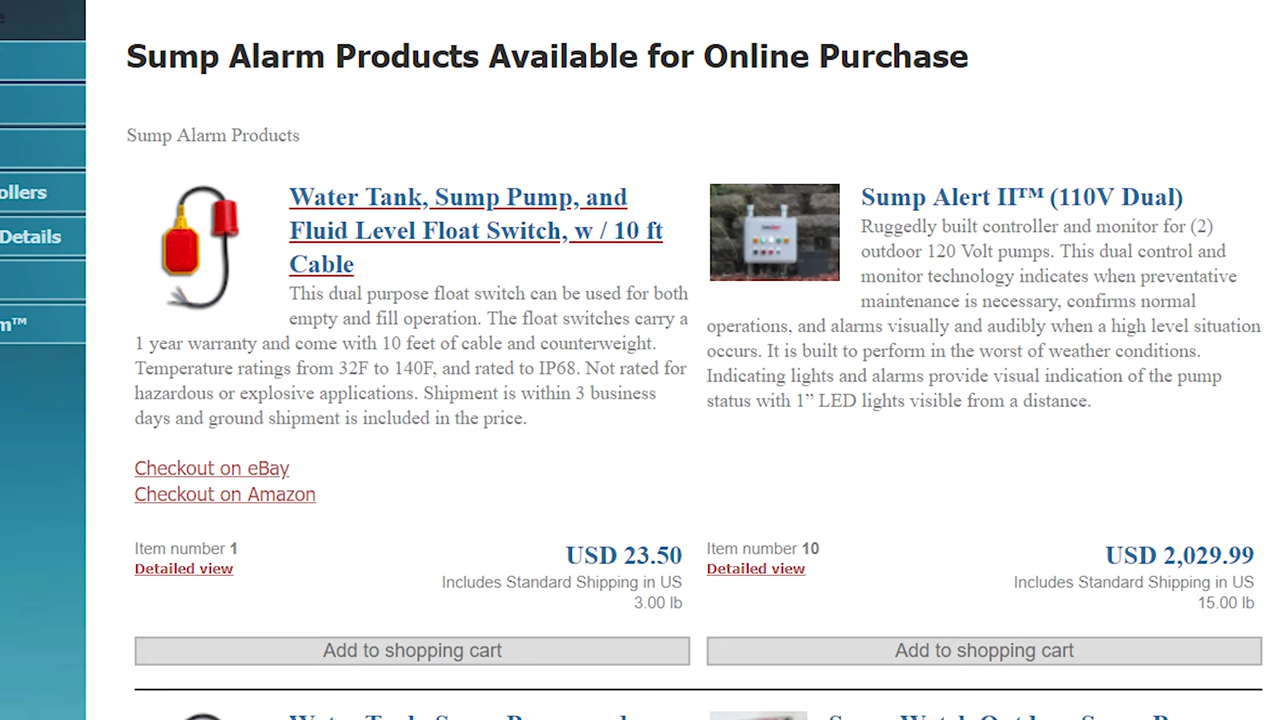 Sump Alarm Products Available for Online Purchase
Sump Alarm Products
ollers
Details
m™
Water Tank, Sump Pump, and
Fluid Level Float Switch, w / 10 ft
Cable
This dual purpose float switch can be used for both
empty and fill operation. The float switches carry a
1 year warranty and come with 10 feet of cable and counterweight.
Temperature ratings from 32F to 140F, and rated to IP68. Not rated for
hazardous or explosive applications. Shipment is within 3 business
days and ground shipment is included in the price.
Checkout on eBay
Checkout on Amazon
Item number 1
Detailed view
USD 23.50
Includes Standard Shipping in US
3.00 lb
Add to shopping cart
Sump Alert II™ (110V Dual)
Ruggedly built controller and monitor for (2)
outdoor 120 Volt pumps. This dual control and
monitor technology indicates when preventative
maintenance is necessary, confirms normal
operations, and alarms visually and audibly when a high level situation
occurs. It is built to perform in the worst of weather conditions.
Indicating lights and alarms provide visual indication of the pump
status with 1” LED lights visible from a distance.
Item number 10
Detailed view
USD 2,029.99
Includes Standard Shipping in US
15.00 lb
Add to shopping cart